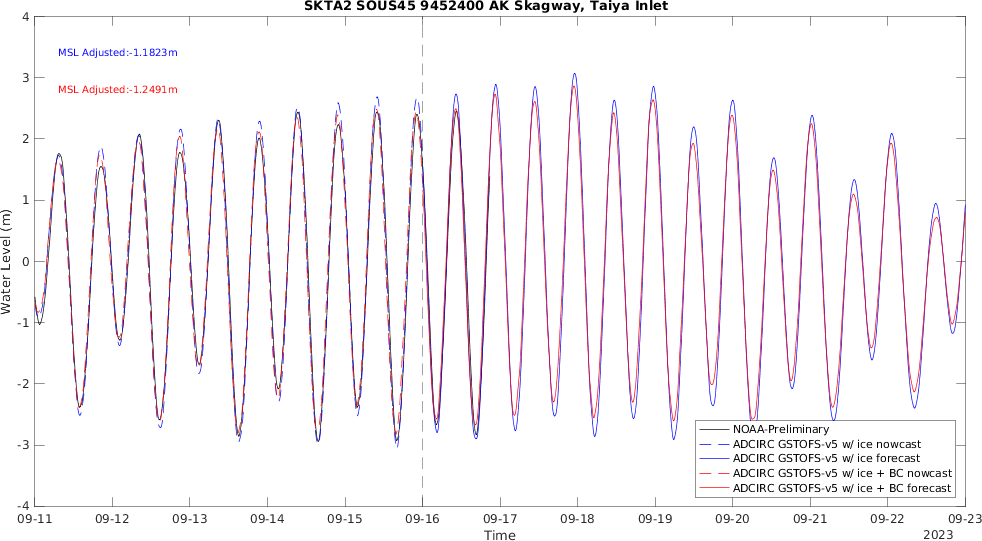 SKTA2 SOUS45 9452400 AK Skagway, Taiya Inlet
4
3
2
1
0
-1
-2
-3
-4
Water Level (m)
MSL Adjusted:-1.1823m
MSL Adjusted:-1.2491m
NOAA-Preliminary
ADCIRC GSTOFS-v5 w/ ice nowcast
ADCIRC GSTOFS-v5 w/ ice forecast
ADCIRC GSTOFS-v5 w/ ice + BC nowcast
ADCIRC GSTOFS-v5 w/ ice + BC forecast
09-11 09-12 09-13 09-14 09-15 09-16 09-17 09-18 09-19 09-20 09-21 09-22 09-23
Time
2023